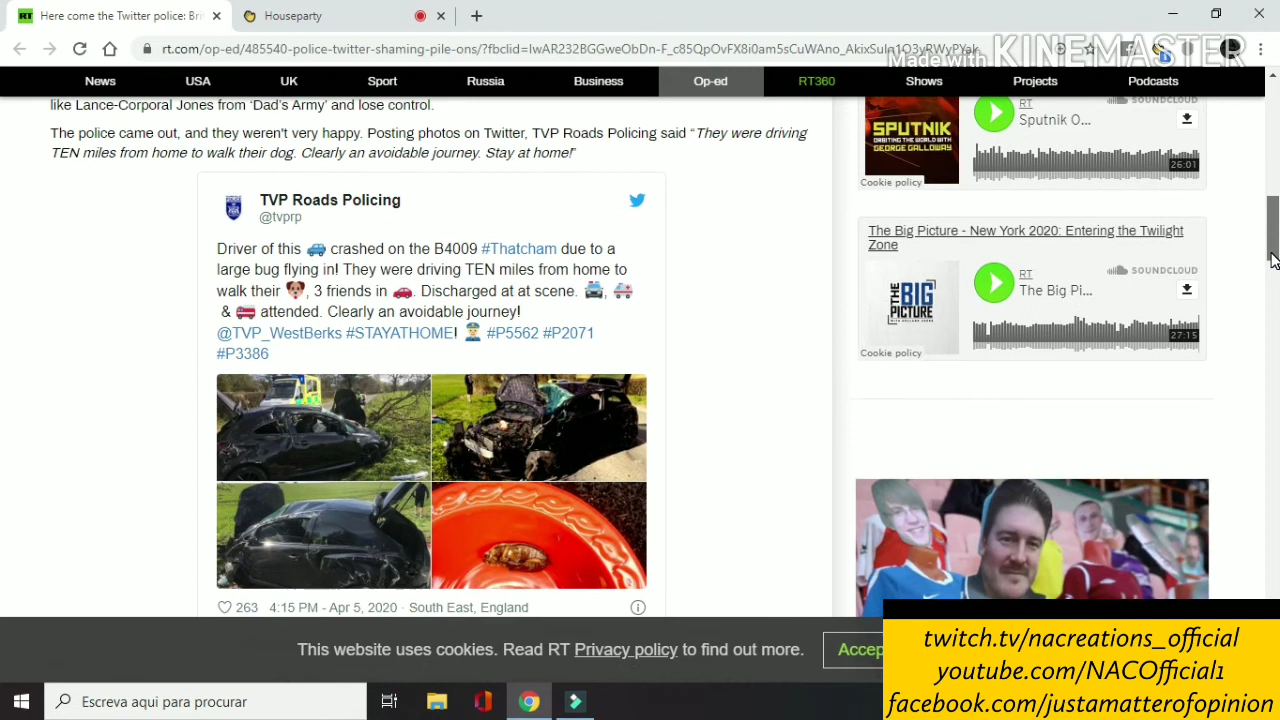 RT Here come the Twitter police: Bri
Houseparty
rt.com/op-ed/485540-police-twitter-shaming-pile-ons/?fbclid=
Made with KINEMASTER
News USA UK Sport Russia Business Op-ed RT360 Shows Projects Podcasts
like Lance-Corporal Jones from 'Dad's Army' and lose control.
The police came out, and they weren't very happy. Posting photos on Twitter, TVP Roads Policing said "They were driving
TEN miles from home to walk their dog. Clearly an avoidable journey. Stay at home!"
POLICE
TVP Roads Policing
@tvprp
Driver of this 🚙 crashed on the B4009 #Thatcham due to a
large bug flying in! They were driving TEN miles from home to
walk their 🐶, 3 friends in 🚗. Discharged at at scene. 🚔, 🚑
& 🚒 attended. Clearly an avoidable journey!
@TVP_WestBerks #STAYATHOME! 👮 #P5562 #P2071
#P3386
263 4:15 PM - Apr 5, 2020 · South East, England
SPUTNIK
ORBITING THE WORLD WITH
GEORGE GALLOWAY
RT
SOUNDCLOUD
Sputnik O...
26:01
Cookie policy
The Big Picture - New York 2020: Entering the Twilight
Zone
THE BIG PICTURE
RT
SOUNDCLOUD
The Big Pi...
27:15
Cookie policy
This website uses cookies. Read RT Privacy policy to find out more.
Accep
twitch.tv/nacreations_official
youtube.com/NACOfficial1
facebook.com/justamatterofopinion
Escreva aqui para procurar